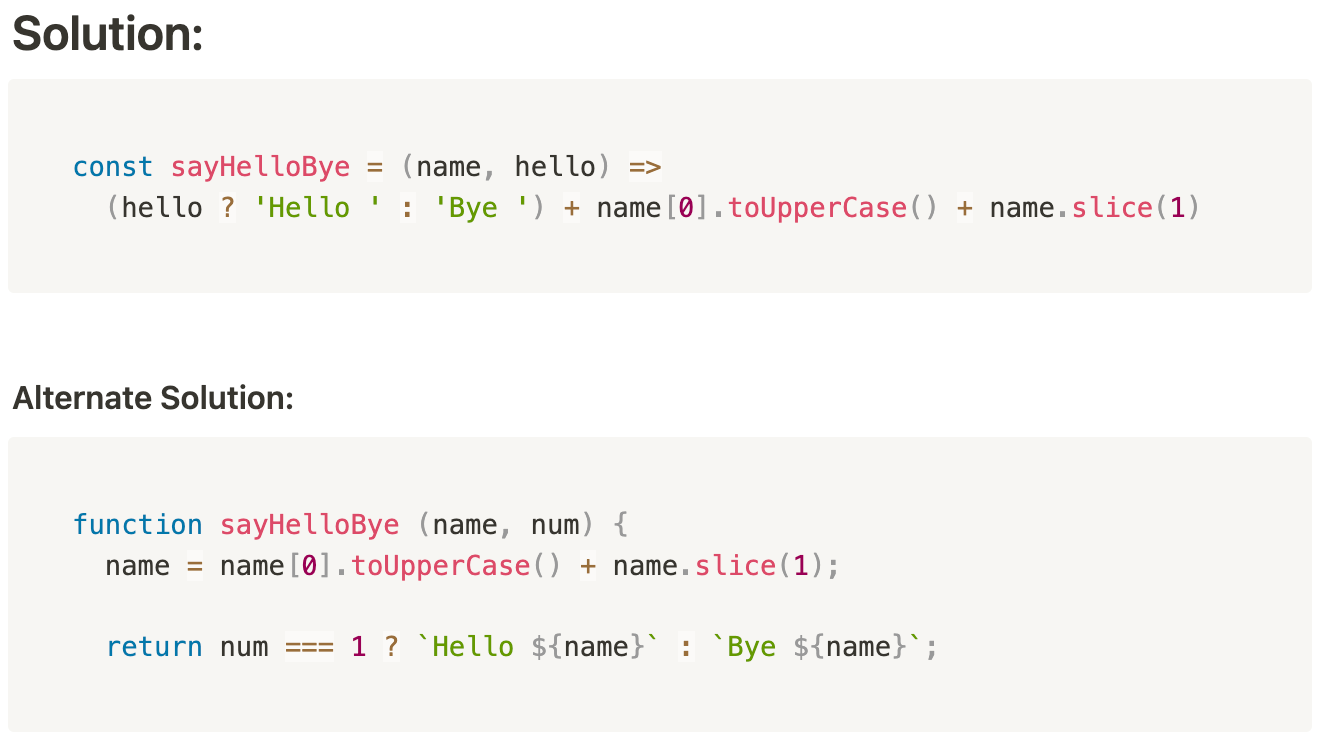 Solution:
const sayHelloBye = (name, hello) =>
  (hello ? 'Hello ' : 'Bye ') + name[0].toUpperCase() + name.slice(1)
Alternate Solution:
function sayHelloBye (name, num) {
  name = name[0].toUpperCase() + name.slice(1);
  return num === 1 ? `Hello ${name}` : `Bye ${name}`;